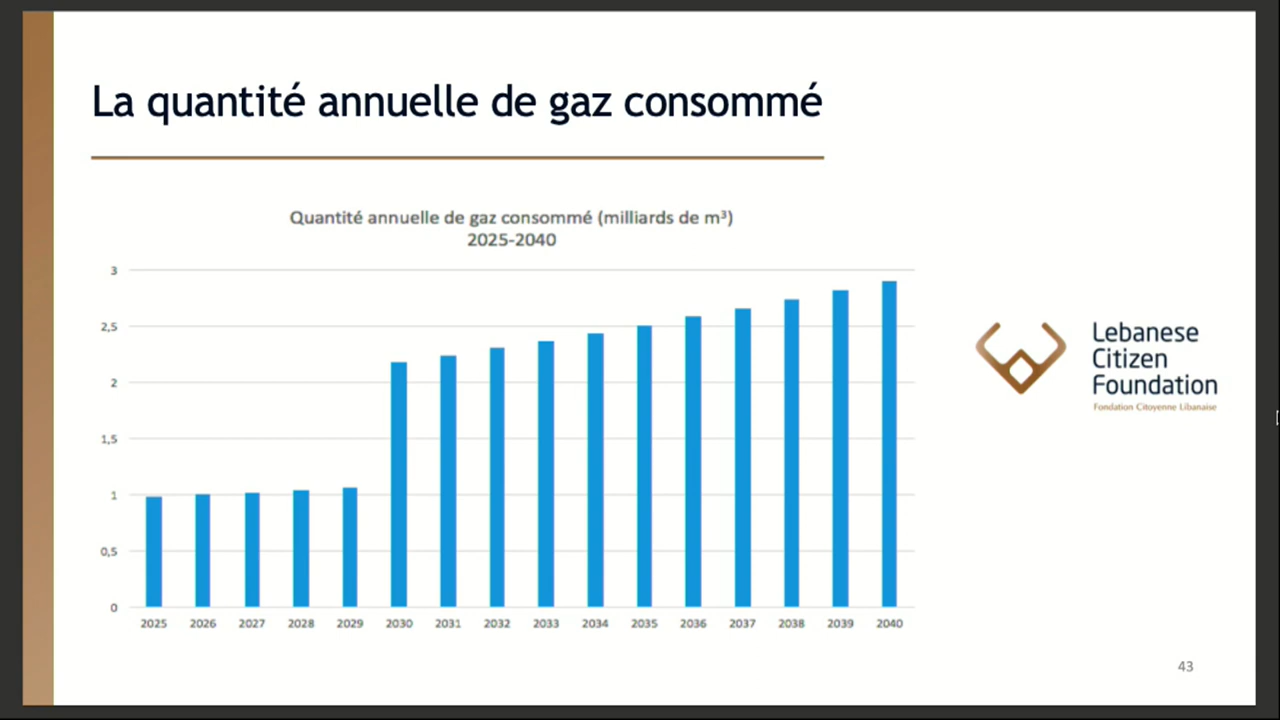 La quantité annuelle de gaz consommé
Quantité annuelle de gaz consommé (milliards de m³)
2025-2040
3
2,5
2
1,5
1
0,5
0
2025 2026 2027 2028 2029 2030 2031 2032 2033 2034 2035 2036 2037 2038 2039 2040
Lebanese
Citizen
Foundation
Fondation Citoyenne Libanaise
43